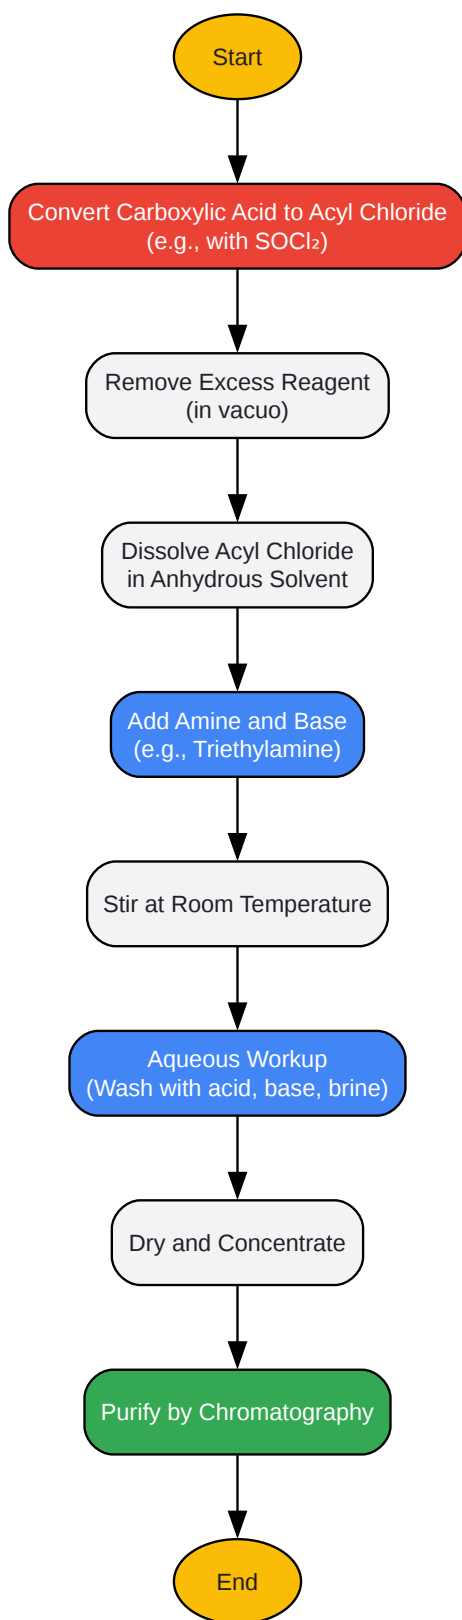 Start
Convert Carboxylic Acid to Acyl Chloride
(e.g., with SOCl₂)
Remove Excess Reagent
(in vacuo)
Dissolve Acyl Chloride
in Anhydrous Solvent
Add Amine and Base
(e.g., Triethylamine)
Stir at Room Temperature
Aqueous Workup
(Wash with acid, base, brine)
Dry and Concentrate
Purify by Chromatography
End